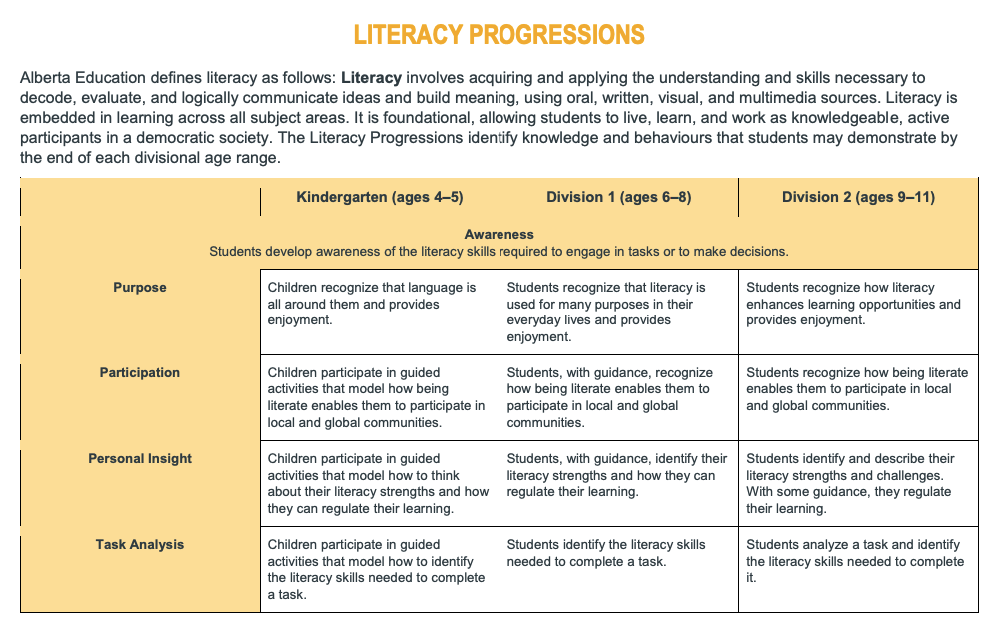 LITERACY PROGRESSIONS
Alberta Education defines literacy as follows: Literacy involves acquiring and applying the understanding and skills necessary to
decode, evaluate, and logically communicate ideas and build meaning, using oral, written, visual, and multimedia sources. Literacy is
embedded in learning across all subject areas. It is foundational, allowing students to live, learn, and work as knowledgeable, active
participants in a democratic society. The Literacy Progressions identify knowledge and behaviours that students may demonstrate by
the end of each divisional age range.
Kindergarten (ages 4–5)
Division 1 (ages 6–8)
Division 2 (ages 9–11)
Awareness
Students develop awareness of the literacy skills required to engage in tasks or to make decisions.
Purpose
Children recognize that language is
all around them and provides
enjoyment.
Students recognize that literacy is
used for many purposes in their
everyday lives and provides
enjoyment.
Students recognize how literacy
enhances learning opportunities and
provides enjoyment.
Participation
Children participate in guided
activities that model how being
literate enables them to participate in
local and global communities.
Students, with guidance, recognize
how being literate enables them to
participate in local and global
communities.
Students recognize how being literate
enables them to participate in local
and global communities.
Personal Insight
Children participate in guided
activities that model how to think
about their literacy strengths and how
they can regulate their learning.
Students, with guidance, identify their
literacy strengths and how they can
regulate their learning.
Students identify and describe their
literacy strengths and challenges.
With some guidance, they regulate
their learning.
Task Analysis
Children participate in guided
activities that model how to identify
the literacy skills needed to complete
a task.
Students identify the literacy skills
needed to complete a task.
Students analyze a task and identify
the literacy skills needed to complete
it.